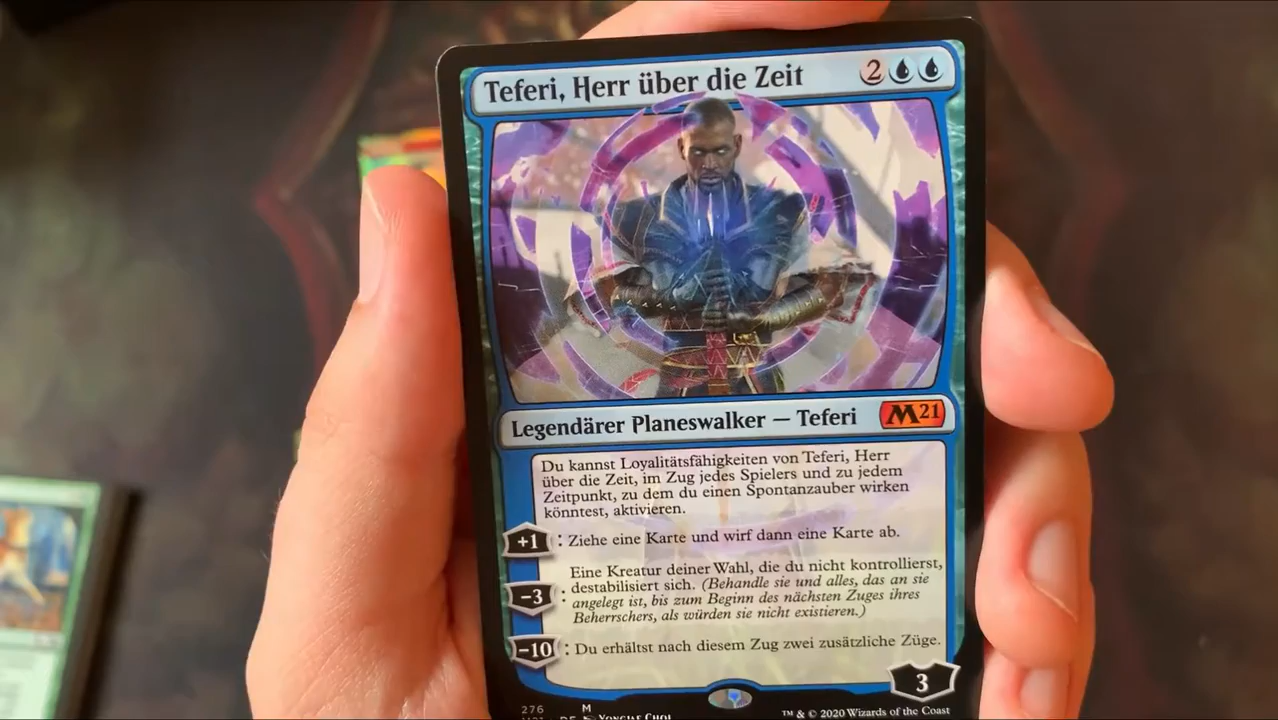 Teferi, Herr über die Zeit 2
Legendärer Planeswalker — Teferi M21
Du kannst Loyalitätsfähigkeiten von Teferi, Herr
über die Zeit, im Zug jedes Spielers und zu jedem
Zeitpunkt, zu dem du einen Spontanzauber wirken
könntest, aktivieren.
+1 : Ziehe eine Karte und wirf dann eine Karte ab.
Eine Kreatur deiner Wahl, die du nicht kontrollierst,
−3 : destabilisiert sich. (Behandle sie und alles, das an sie
angelegt ist, bis zum Beginn des nächsten Zuges ihres
Beherrschers, als würden sie nicht existieren.)
−10 : Du erhältst nach diesem Zug zwei zusätzliche Züge.
3
276 M
™ & © 2020 Wizards of the Coast